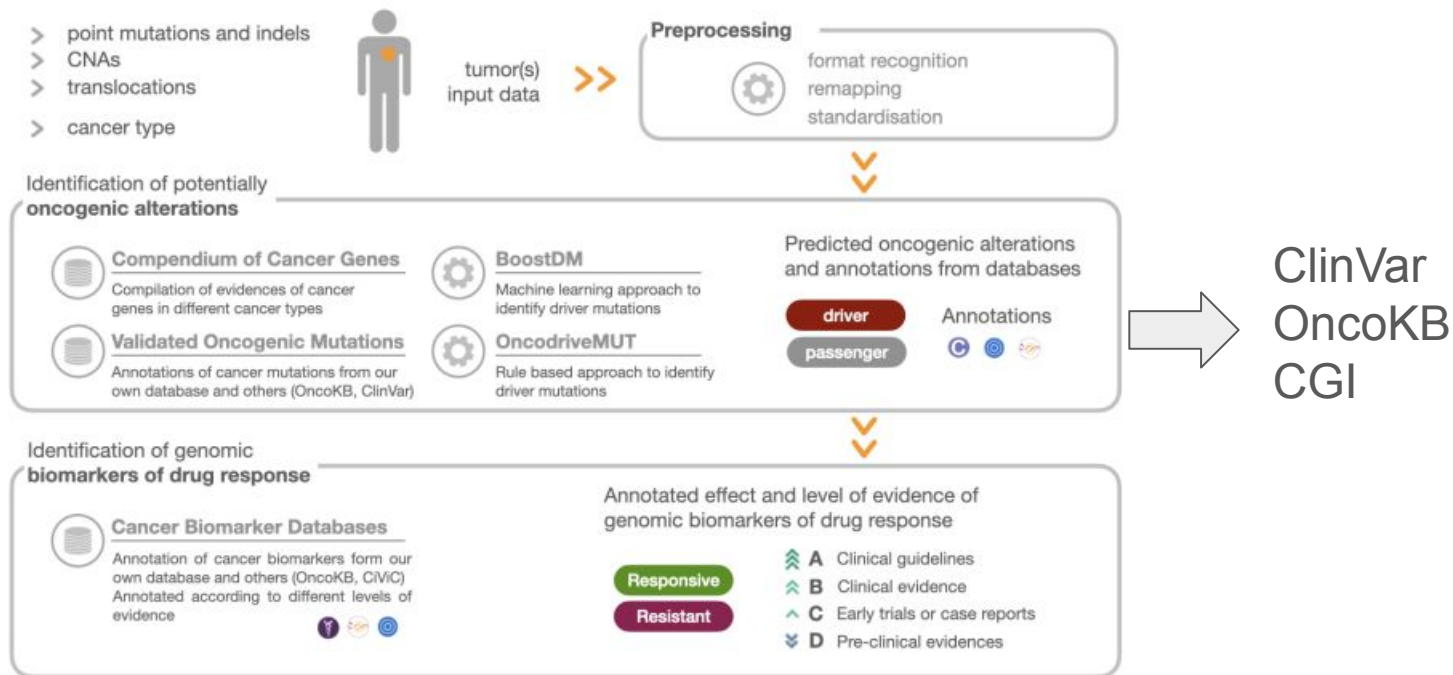 point mutations and indels
CNAs
translocations
cancer type
tumor(s)
input data
Preprocessing
format recognition
remapping
standardisation
Identification of potentially
oncogenic alterations
Compendium of Cancer Genes
Compilation of evidences of cancer
genes in different cancer types
Validated Oncogenic Mutations
Annotations of cancer mutations from our
own database and others (OncoKB, ClinVar)
BoostDM
Machine learning approach to
identify driver mutations
OncodriveMUT
Rule based approach to identify
driver mutations
Predicted oncogenic alterations
and annotations from databases
driver
passenger
Annotations
C
ClinVar
OncoKB
CGI
Identification of genomic
biomarkers of drug response
Cancer Biomarker Databases
Annotation of cancer biomarkers form our
own database and others (OncoKB, CiViC)
Annotated according to different levels of
evidence
Annotated effect and level of evidence of
genomic biomarkers of drug response
Responsive
Resistant
A Clinical guidelines
B Clinical evidence
C Early trials or case reports
D Pre-clinical evidences